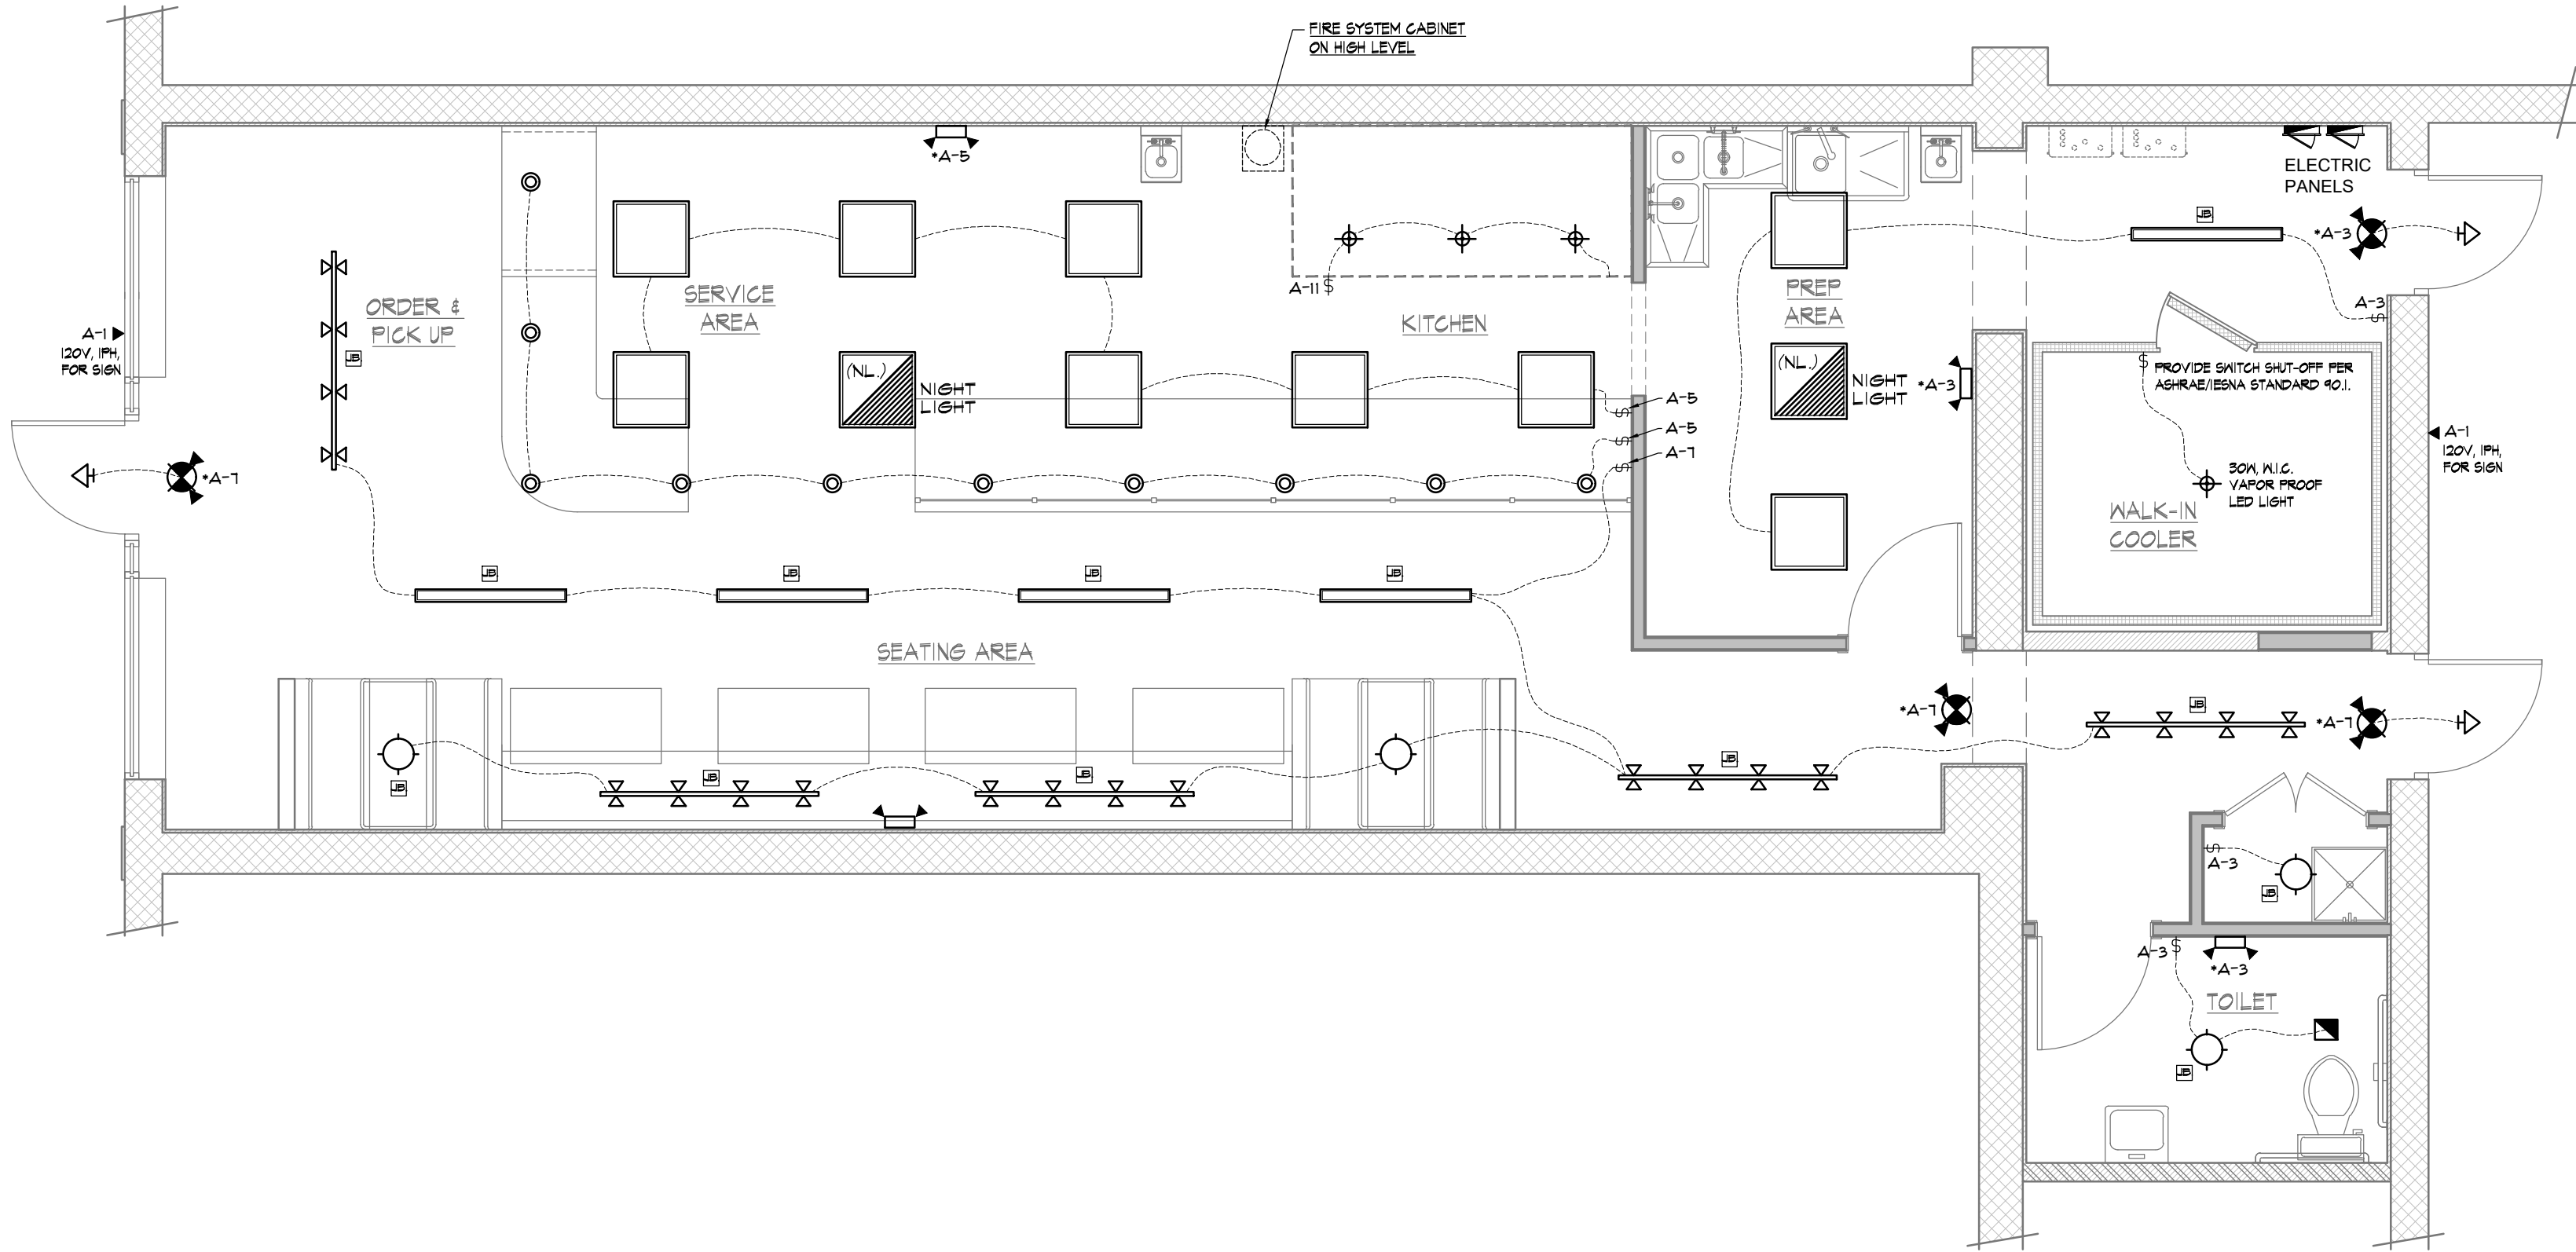 FIRE SYSTEM CABINET
ON HIGH LEVEL
*A-5
ELECTRIC
PANELS
JB
*A-3
A-11 $
SERVICE
AREA
ORDER &
PICK UP
KITCHEN
PREP
AREA
A-3
$
A-1
120V, 1PH,
FOR SIGN
JB
(NL.)
NIGHT
LIGHT
(NL.)
NIGHT
LIGHT
*A-3
$
PROVIDE SWITCH SHUT-OFF PER
ASHRAE/IESNA STANDARD 90.1.
$ A-5
$ A-5
$ A-7
A-1
120V, 1PH,
FOR SIGN
*A-7
30W, W.I.C.
VAPOR PROOF
LED LIGHT
WALK-IN
COOLER
JB
JB
JB
JB
SEATING AREA
*A-7
JB
*A-7
JB
JB
JB
JB
$
A-3
JB
A-3 $
*A-3
TOILET
JB